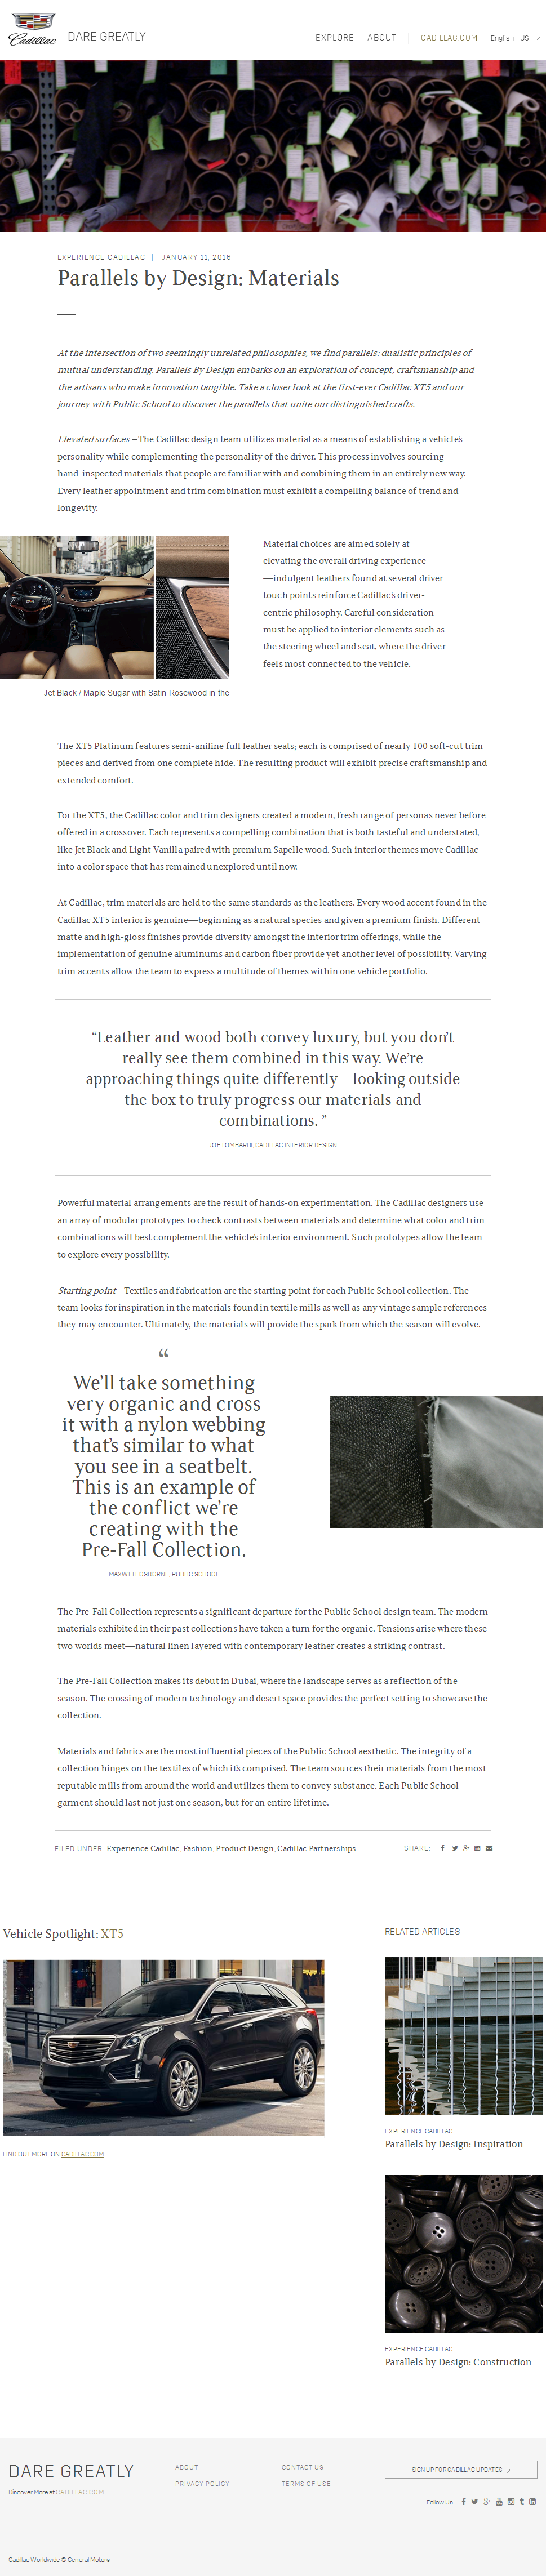 Cadillac
DARE GREATLY
EXPLORE ABOUT | CADILLAC.COM English - US
EXPERIENCE CADILLAC | JANUARY 11, 2016
Parallels by Design: Materials
At the intersection of two seemingly unrelated philosophies, we find parallels: dualistic principles of
mutual understanding. Parallels By Design embarks on an exploration of concept, craftsmanship and
the artisans who make innovation tangible. Take a closer look at the first-ever Cadillac XT5 and our
journey with Public School to discover the parallels that unite our distinguished crafts.
Elevated surfaces –The Cadillac design team utilizes material as a means of establishing a vehicle's
personality while complementing the personality of the driver. This process involves sourcing
hand-inspected materials that people are familiar with and combining them in an entirely new way.
Every leather appointment and trim combination must exhibit a compelling balance of trend and
longevity.
Material choices are aimed solely at
elevating the overall driving experience
—indulgent leathers found at several driver
touch points reinforce Cadillac's driver-
centric philosophy. Careful consideration
must be applied to interior elements such as
the steering wheel and seat, where the driver
feels most connected to the vehicle.
Jet Black / Maple Sugar with Satin Rosewood in the
The XT5 Platinum features semi-aniline full leather seats; each is comprised of nearly 100 soft-cut trim
pieces and derived from one complete hide. The resulting product will exhibit precise craftsmanship and
extended comfort.
For the XT5, the Cadillac color and trim designers created a modern, fresh range of personas never before
offered in a crossover. Each represents a compelling combination that is both tasteful and understated,
like Jet Black and Light Vanilla paired with premium Sapelle wood. Such interior themes move Cadillac
into a color space that has remained unexplored until now.
At Cadillac, trim materials are held to the same standards as the leathers. Every wood accent found in the
Cadillac XT5 interior is genuine—beginning as a natural species and given a premium finish. Different
matte and high-gloss finishes provide diversity amongst the interior trim offerings, while the
implementation of genuine aluminums and carbon fiber provide yet another level of possibility. Varying
trim accents allow the team to express a multitude of themes within one vehicle portfolio.
“Leather and wood both convey luxury, but you don’t
really see them combined in this way. We’re
approaching things quite differently – looking outside
the box to truly progress our materials and
combinations. ”
JOE LOMBARDI, CADILLAC INTERIOR DESIGN
Powerful material arrangements are the result of hands-on experimentation. The Cadillac designers use
an array of modular prototypes to check contrasts between materials and determine what color and trim
combinations will best complement the vehicle's interior environment. Such prototypes allow the team
to explore every possibility.
Starting point– Textiles and fabrication are the starting point for each Public School collection. The
team looks for inspiration in the materials found in textile mills as well as any vintage sample references
they may encounter. Ultimately, the materials will provide the spark from which the season will evolve.
“
We’ll take something
very organic and cross
it with a nylon webbing
that’s similar to what
you see in a seatbelt.
This is an example of
the conflict we’re
creating with the
Pre-Fall Collection.
MAXWELL OSBORNE, PUBLIC SCHOOL
The Pre-Fall Collection represents a significant departure for the Public School design team. The modern
materials exhibited in their past collections have taken a turn for the organic. Tensions arise where these
two worlds meet—natural linen layered with contemporary leather creates a striking contrast.
The Pre-Fall Collection makes its debut in Dubai, where the landscape serves as a reflection of the
season. The crossing of modern technology and desert space provides the perfect setting to showcase the
collection.
Materials and fabrics are the most influential pieces of the Public School aesthetic. The integrity of a
collection hinges on the textiles of which it's comprised. The team sources their materials from the most
reputable mills from around the world and utilizes them to convey substance. Each Public School
garment should last not just one season, but for an entire lifetime.
FILED UNDER: Experience Cadillac, Fashion, Product Design, Cadillac Partnerships
SHARE:
Vehicle Spotlight: XT5
FIND OUT MORE ON CADILLAC.COM
RELATED ARTICLES
EXPERIENCE CADILLAC
Parallels by Design: Inspiration
EXPERIENCE CADILLAC
Parallels by Design: Construction
DARE GREATLY
Discover More at CADILLAC.COM
ABOUT
PRIVACY POLICY
CONTACT US
TERMS OF USE
SIGN UP FOR CADILLAC UPDATES
Follow Us:
Cadillac Worldwide © General Motors